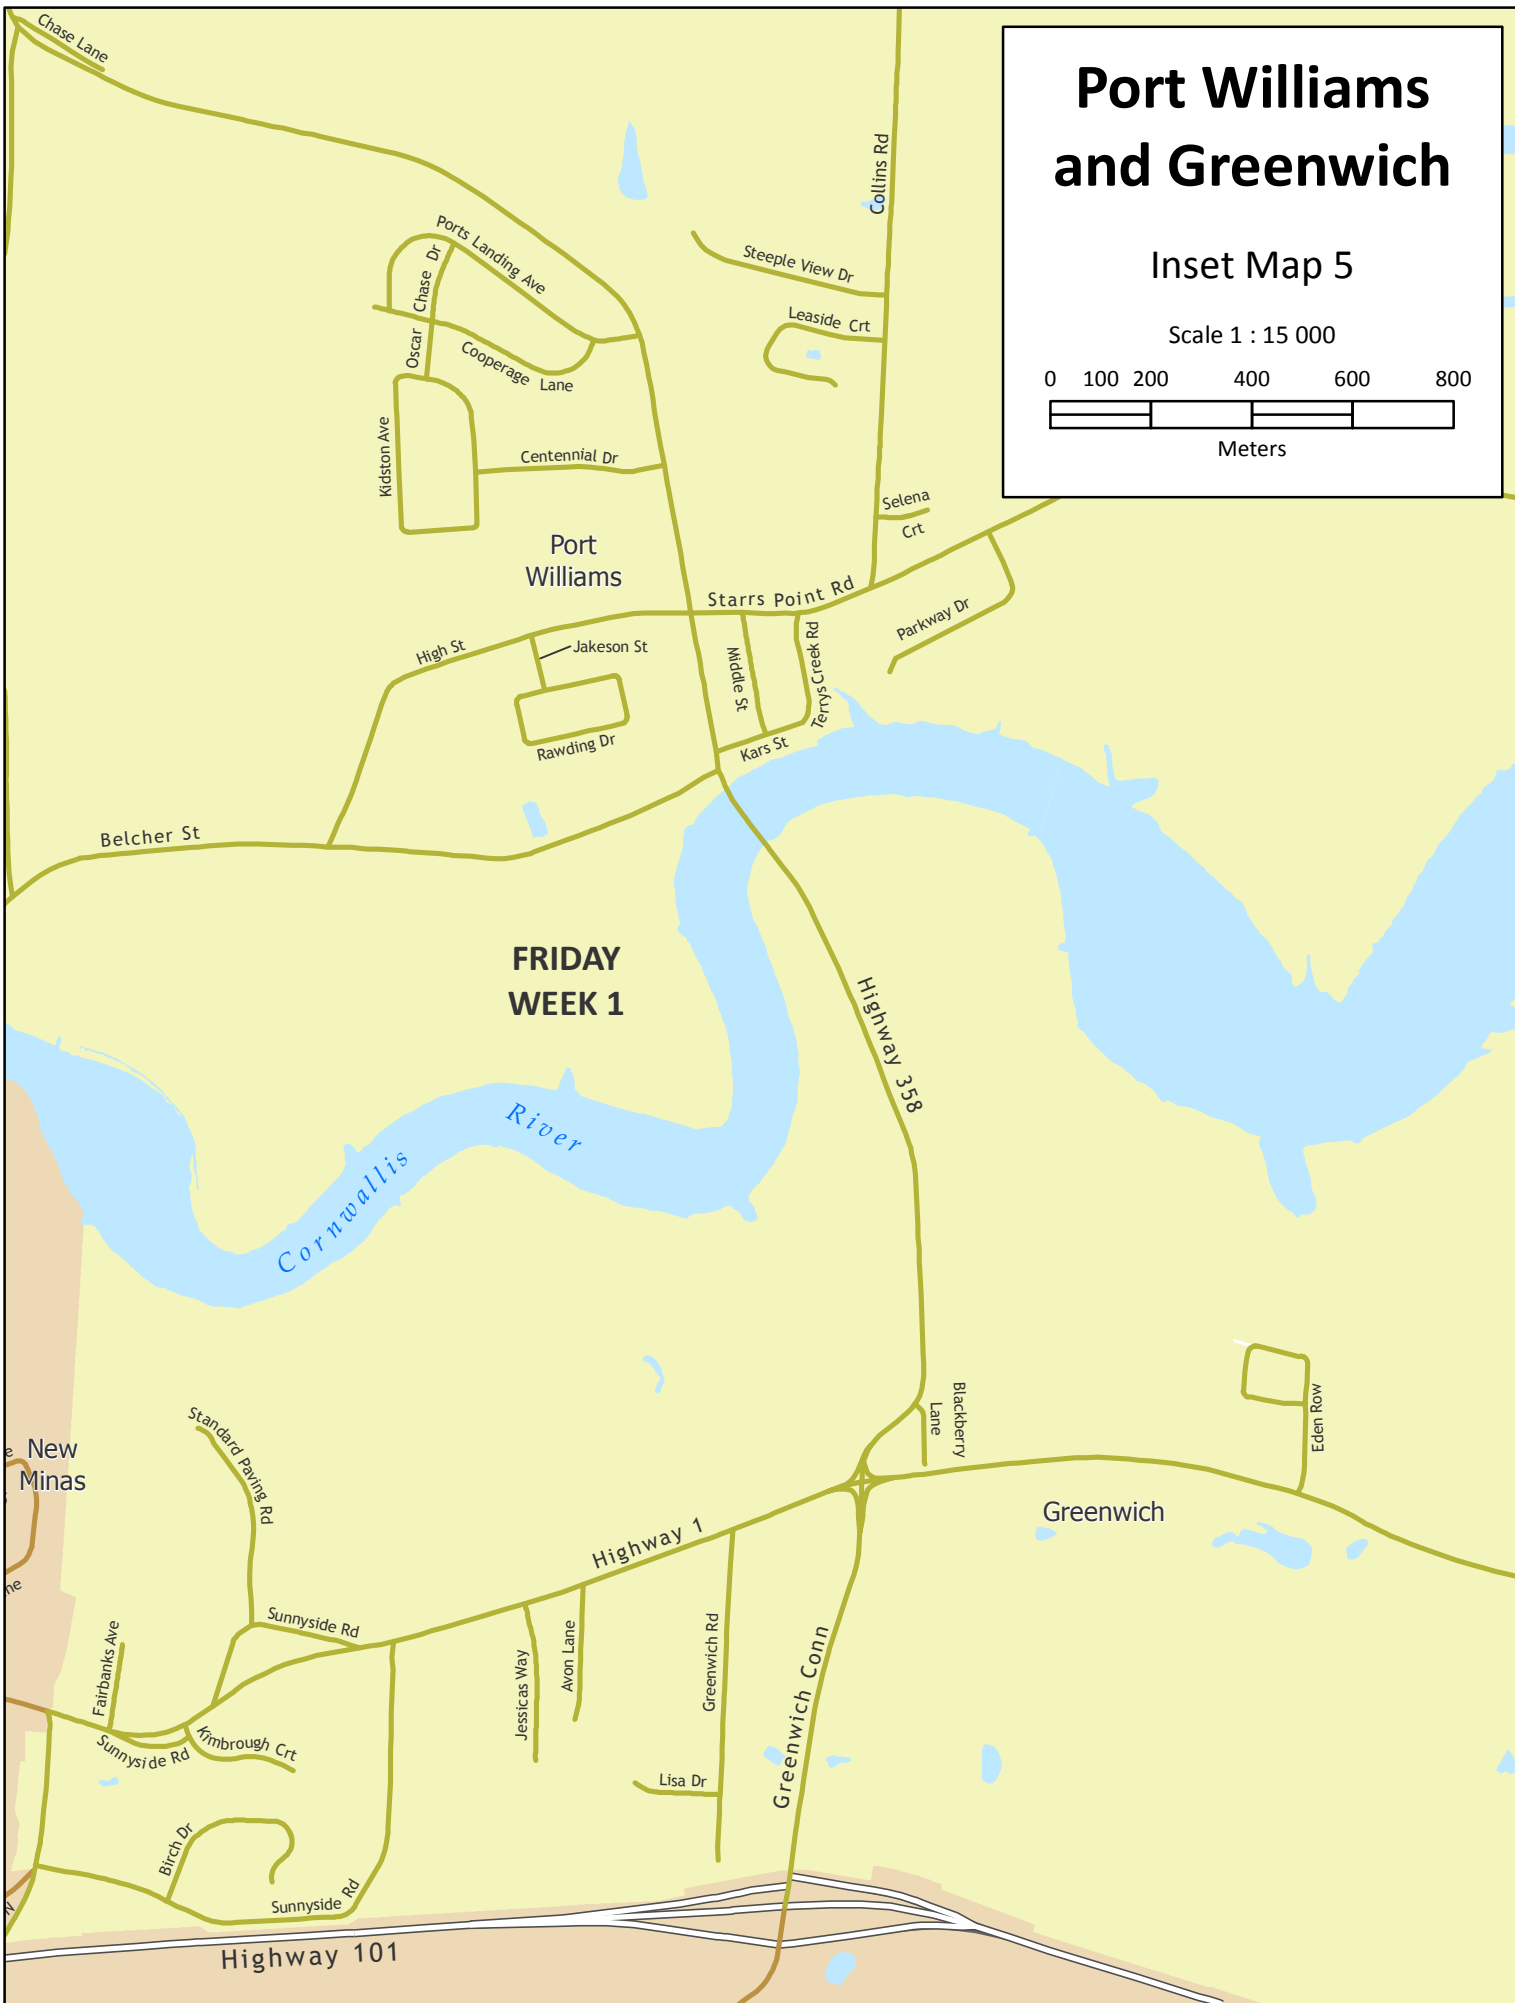 Port Williams
and Greenwich
Inset Map 5
Scale 1 : 15 000
0 100 200 400 600 800
Meters
Chase Lane
Collins Rd
Ports Landing Ave
Steeple View Dr
Oscar Chase Dr
Leaside Crt
Cooperage Lane
Kidston Ave
Centennial Dr
Selena
Crt
Port
Williams
Starrs Point Rd
Parkway Dr
High St
Jakeson St
Middle St
Terrys Creek Rd
Rawding Dr
Kars St
Belcher St
FRIDAY
WEEK 1
Highway 358
Cornwallis River
Blackberry
Lane
Eden Row
New
Minas
Standard Paving Rd
Greenwich
Highway 1
Sunnyside Rd
Fairbanks Ave
Jessicas Way
Avon Lane
Greenwich Rd
Greenwich Conn
Sunnyside Rd
Kimbrough Crt
Lisa Dr
Birch Dr
Sunnyside Rd
Highway 101